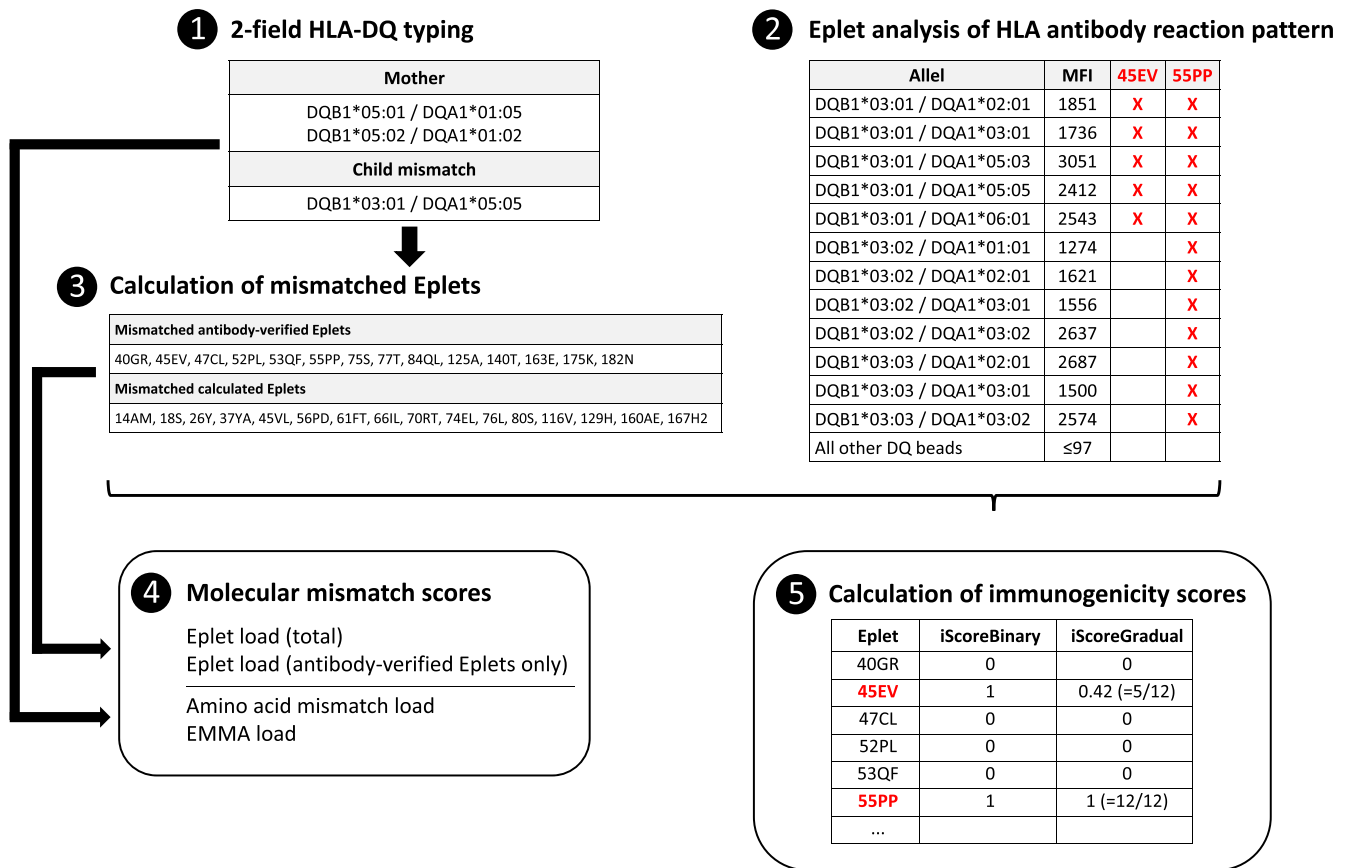 1 2-field HLA-DQ typing
Mother
DQB1*05:01 / DQA1*01:05
DQB1*05:02 / DQA1*01:02
Child mismatch
DQB1*03:01 / DQA1*05:05
2 Eplet analysis of HLA antibody reaction pattern
Allel MFI 45EV 55PP
DQB1*03:01 / DQA1*02:01 1851 X X
DQB1*03:01 / DQA1*03:01 1736 X X
DQB1*03:01 / DQA1*05:03 3051 X X
DQB1*03:01 / DQA1*05:05 2412 X X
DQB1*03:01 / DQA1*06:01 2543 X X
DQB1*03:02 / DQA1*01:01 1274 X
DQB1*03:02 / DQA1*02:01 1621 X
DQB1*03:02 / DQA1*03:01 1556 X
DQB1*03:02 / DQA1*03:02 2637 X
DQB1*03:03 / DQA1*02:01 2687 X
DQB1*03:03 / DQA1*03:01 1500 X
DQB1*03:03 / DQA1*03:02 2574 X
All other DQ beads ≤97
3 Calculation of mismatched Eplets
Mismatched antibody-verified Eplets
40GR, 45EV, 47CL, 52PL, 53QF, 55PP, 75S, 77T, 84QL, 125A, 140T, 163E, 175K, 182N
Mismatched calculated Eplets
14AM, 18S, 26Y, 37YA, 45VL, 56PD, 61FT, 66IL, 70RT, 74EL, 76L, 80S, 116V, 129H, 160AE, 167H2
4 Molecular mismatch scores
Eplet load (total)
Eplet load (antibody-verified Eplets only)
Amino acid mismatch load
EMMA load
5 Calculation of immunogenicity scores
Eplet iScoreBinary iScoreGradual
40GR 0 0
45EV 1 0.42 (=5/12)
47CL 0 0
52PL 0 0
53QF 0 0
55PP 1 1 (=12/12)
...